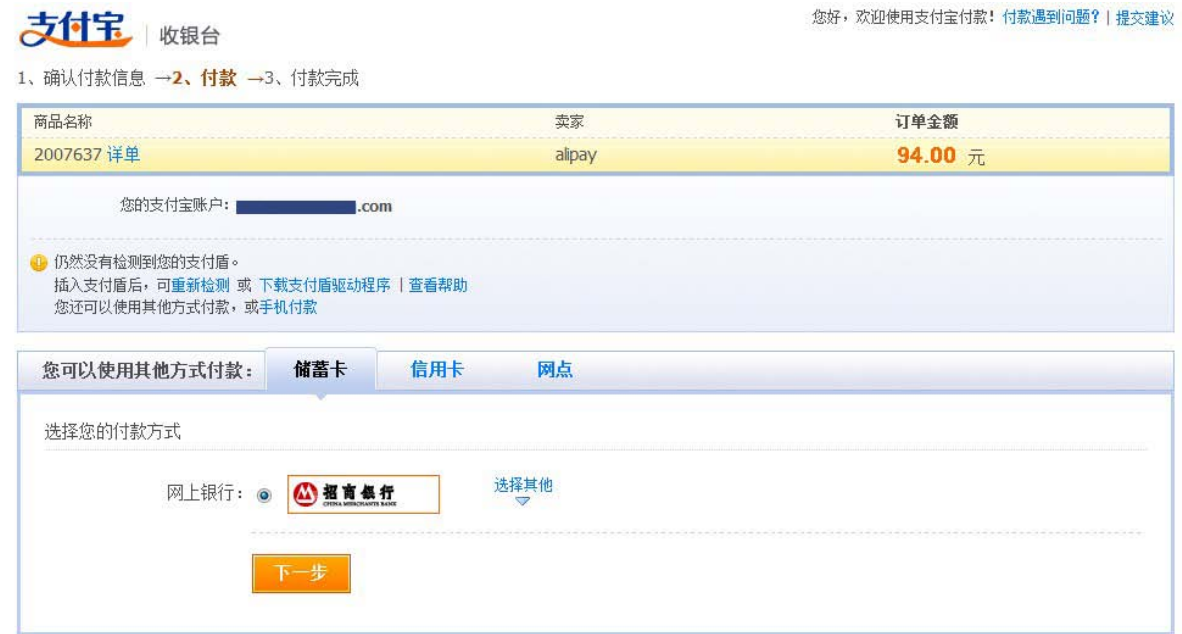 支付宝 | 收银台
您好，欢迎使用支付宝付款！付款遇到问题？| 提交建议
1、确认付款信息 →2、付款 →3、付款完成
商品名称 卖家 订单金额
2007637 详单 alipay 94.00 元
您的支付宝账户： .com
仍然没有检测到您的支付盾。
插入支付盾后，可重新检测 或 下载支付盾驱动程序 | 查看帮助
您还可以使用其他方式付款，或手机付款
您可以使用其他方式付款： 储蓄卡 信用卡 网点
选择您的付款方式
网上银行： 招商银行 选择其他
CHINA MERCHANTS BANK
下一步